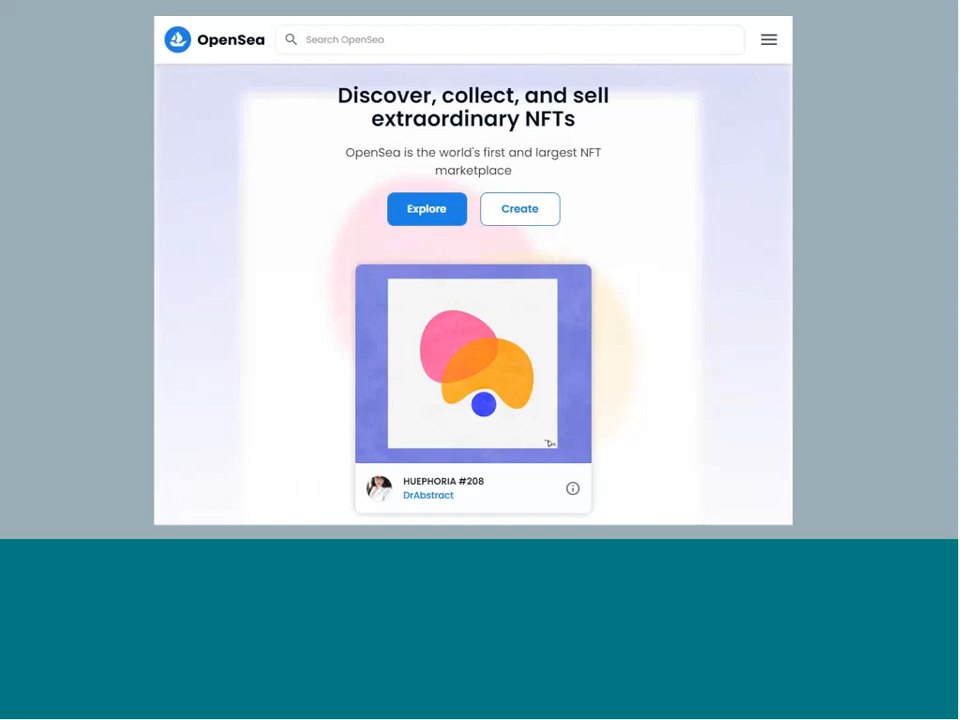 OpenSea
Search OpenSea
Discover, collect, and sell
extraordinary NFTs
OpenSea is the world's first and largest NFT
marketplace
Explore
Create
HUEPHORIA #208
DrAbstract